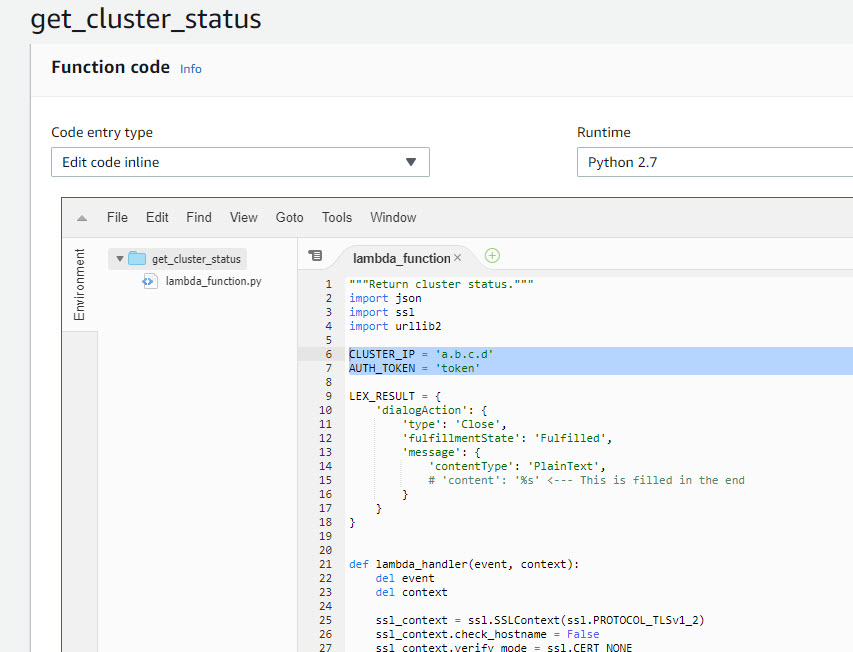 get_cluster_status
Function code Info
Code entry type
Runtime
Edit code inline
Python 2.7
File Edit Find View Goto Tools Window
Environment
get_cluster_status
lambda_function.py
lambda_function
1 """Return cluster status."""
2 import json
3 import ssl
4 import urllib2
5
6 CLUSTER_IP = 'a.b.c.d'
7 AUTH_TOKEN = 'token'
8
9 LEX_RESULT = {
10     'dialogAction': {
11         'type': 'Close',
12         'fulfillmentState': 'Fulfilled',
13         'message': {
14             'contentType': 'PlainText',
15             # 'content': '%s' <--- This is filled in the end
16         }
17     }
18 }
19
20
21 def lambda_handler(event, context):
22     del event
23     del context
24
25     ssl_context = ssl.SSLContext(ssl.PROTOCOL_TLSv1_2)
26     ssl_context.check_hostname = False
27     ssl_context.verify_mode = ssl.CERT_NONE